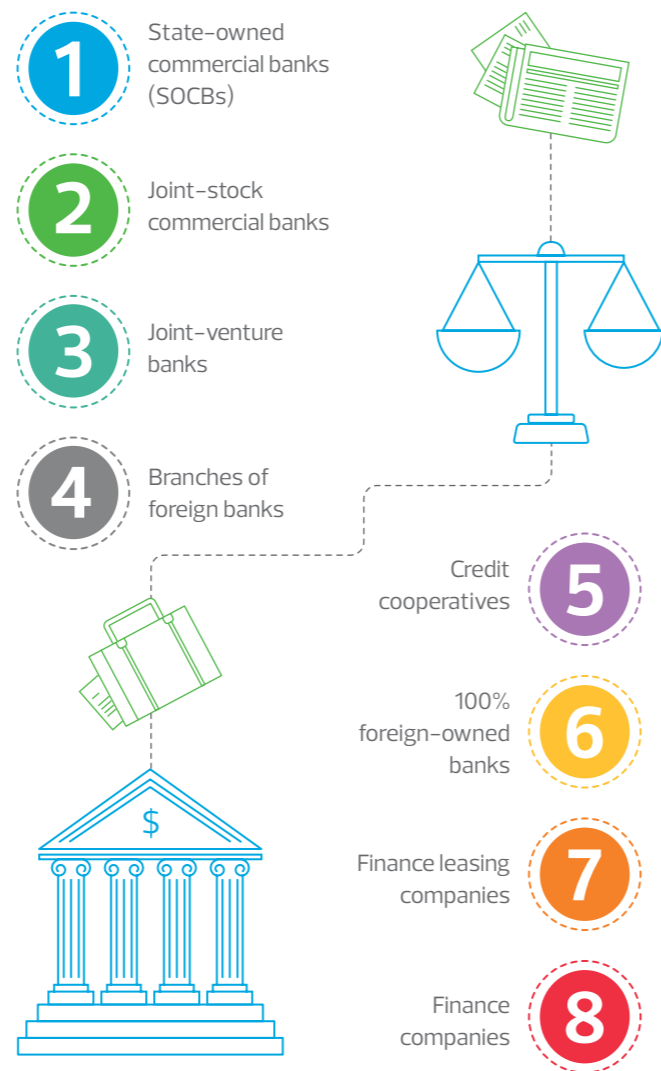 1
State-owned
commercial banks
(SOCBs)
2
Joint-stock
commercial banks
3
Joint-venture
banks
4
Branches of
foreign banks
Credit
cooperatives
5
100%
foreign-owned
banks
6
Finance leasing
companies
7
Finance
companies
8
$